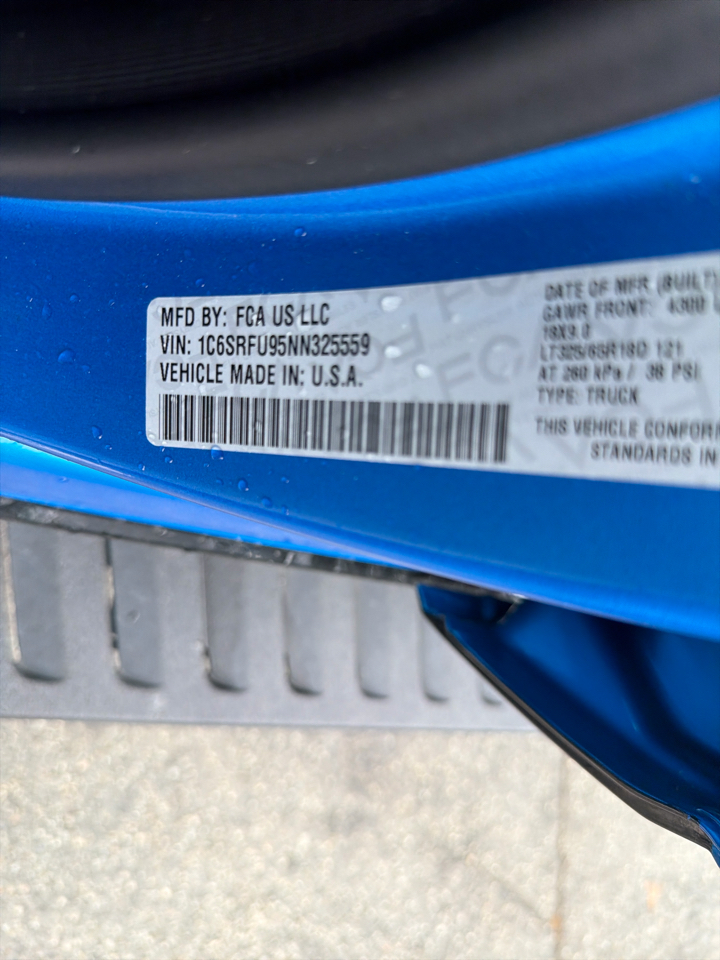 MFD BY: FCA US LLC
VIN: 1C6SRFU95NN325559
VEHICLE MADE IN: U.S.A.
DATE OF MFR. (BUILT)
GAWR FRONT: 4300
18X9.0
LT325/65R18D 121
AT 260 kPa / 38 PSI
TYPE: TRUCK
THIS VEHICLE CONFOR
STANDARDS IN